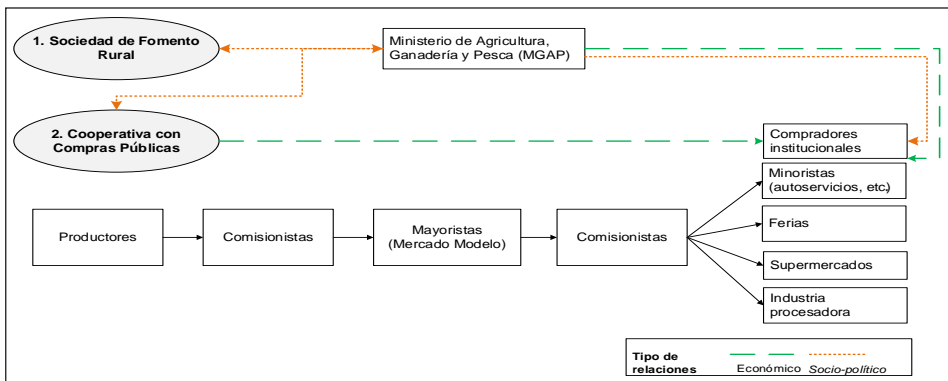 1. Sociedad de Fomento
Rural
Ministerio de Agricultura,
Ganadería y Pesca (MGAP)
2. Cooperativa con
Compras Públicas
Compradores
institucionales
Minoristas
(autoservicios, etc.)
Productores
Comisionistas
Mayoristas
(Mercado Modelo)
Comisionistas
Ferias
Supermercados
Industria
procesadora
Tipo de
relaciones
Económico
Socio-político